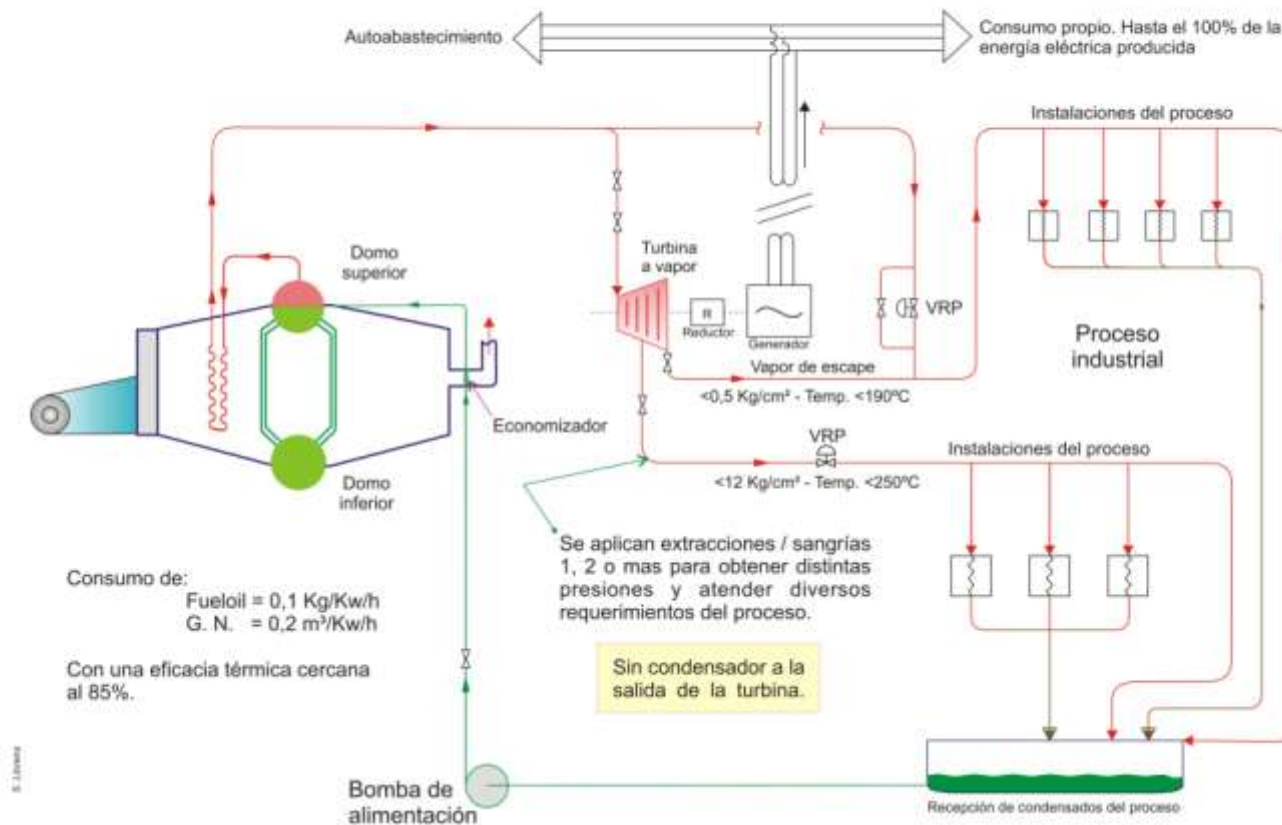 Autoabastecimiento
Consumo propio. Hasta el 100% de la
energía eléctrica producida
Instalaciones del proceso
Domo
superior
Turbina
a vapor
R
Reductor
Generador
VRP
Proceso
industrial
Vapor de escape
<0,5 Kg/cm² - Temp. <190ºC
Economizador
VRP
Instalaciones del proceso
<12 Kg/cm² - Temp. <250ºC
Domo
inferior
Se aplican extracciones / sangrías
1, 2 o mas para obtener distintas
presiones y atender diversos
requerimientos del proceso.
Consumo de:
Fueloil = 0,1 Kg/Kw/h
G. N. = 0,2 m³/Kw/h
Con una eficacia térmica cercana
al 85%.
Sin condensador a la
salida de la turbina.
Bomba de
alimentación
Recepción de condensados del proceso